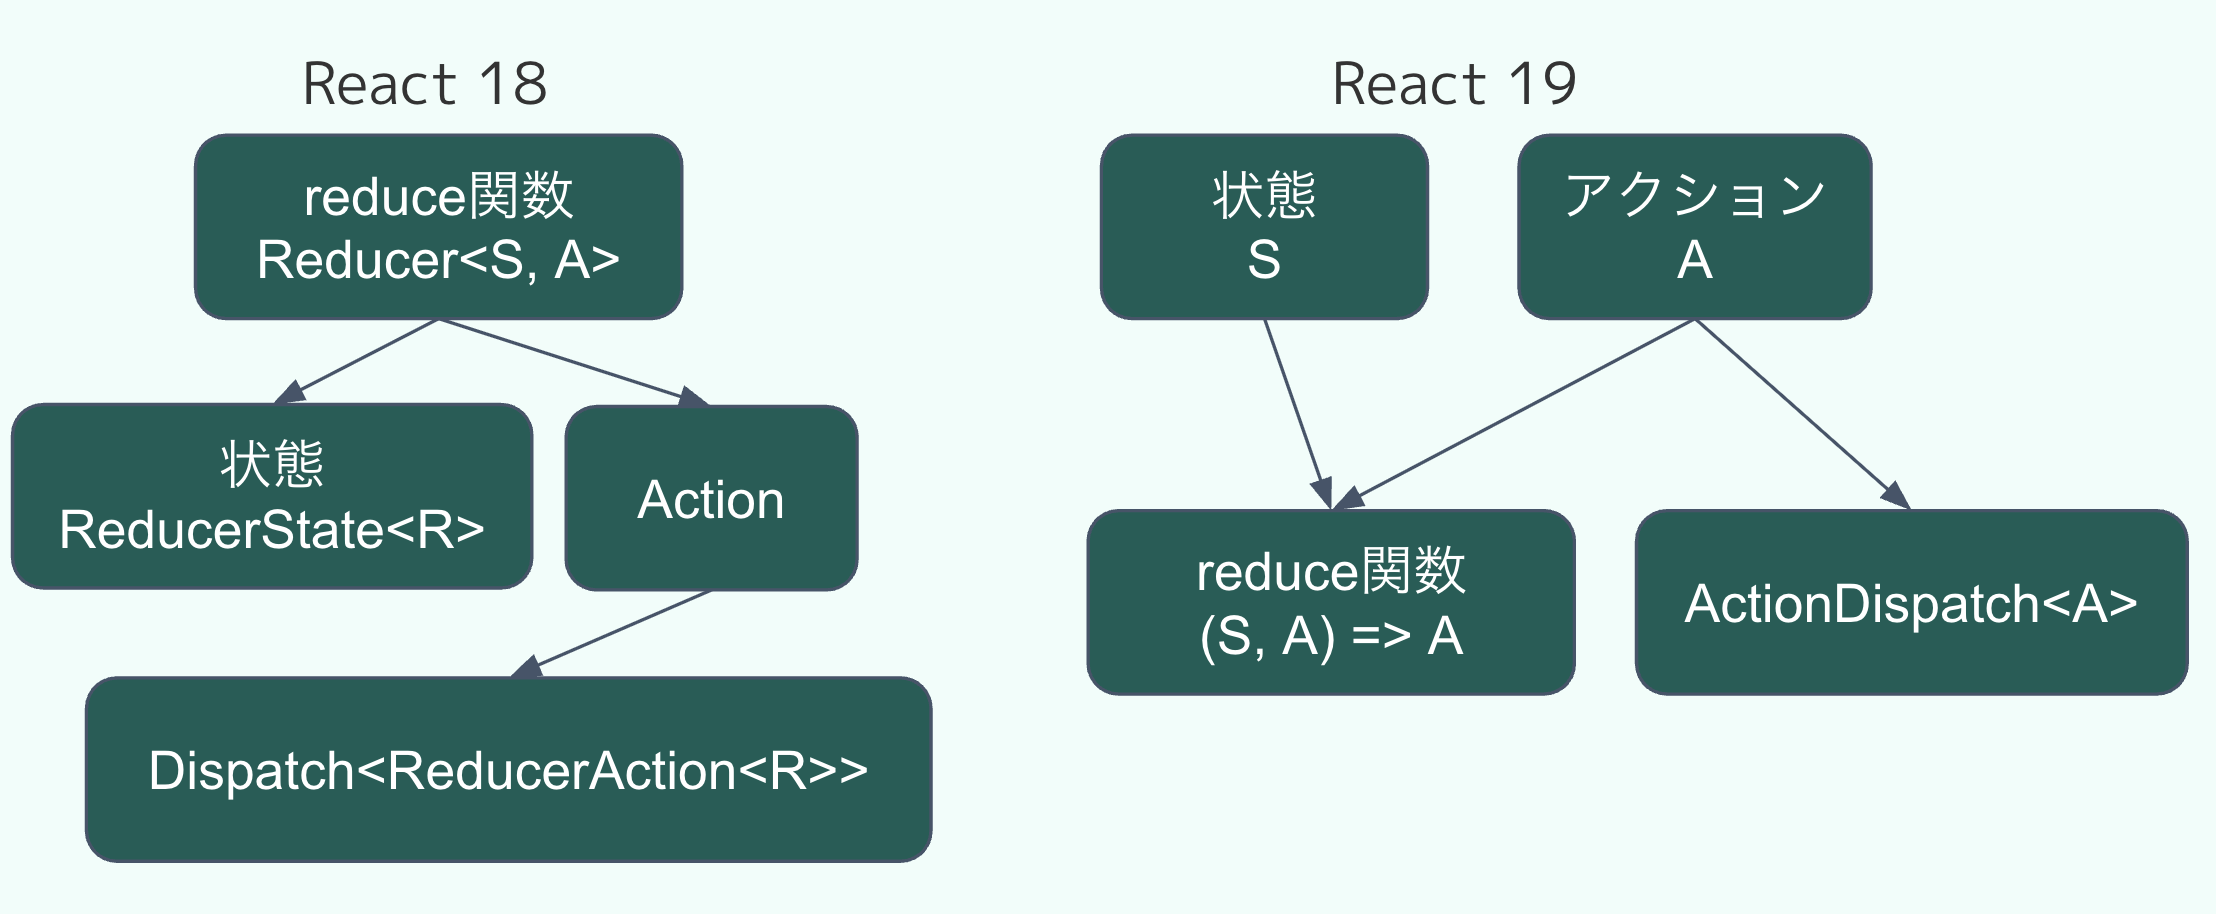 React 18
reduce関数
Reducer<S, A>
状態
ReducerState<R>
Action
Dispatch<ReducerAction<R>>
React 19
状態
S
アクション
A
reduce関数
(S, A) => A
ActionDispatch<A>